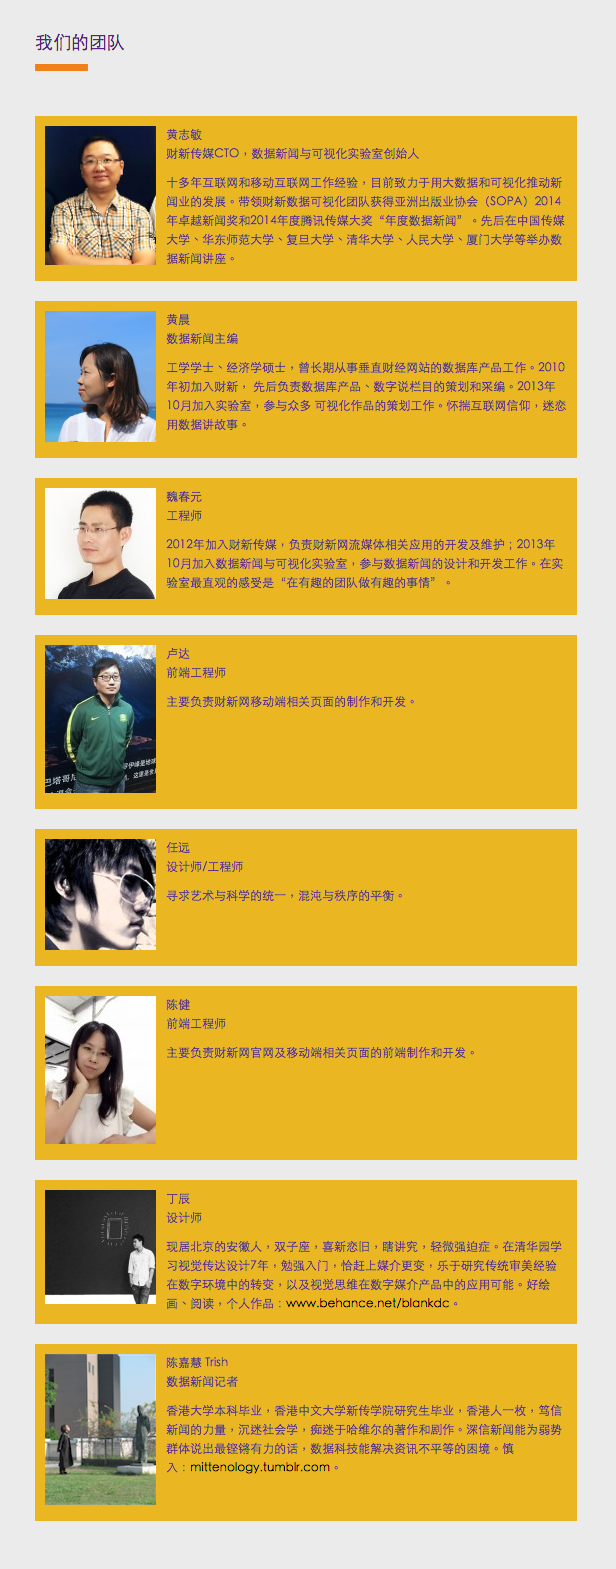 我们的团队
黄志敏
财新传媒CTO，数据新闻与可视化实验室创始人
十多年互联网和移动互联网工作经验，目前致力于用大数据和可视化推动新
闻业的发展。带领财新数据可视化团队获得亚洲出版业协会（SOPA）2014
年卓越新闻奖和2014年度腾讯传媒大奖“年度数据新闻”。先后在中国传媒
大学、华东师范大学、复旦大学、清华大学、人民大学、厦门大学等举办数
据新闻讲座。
黄晨
数据新闻主编
工学学士、经济学硕士，曾长期从事垂直财经网站的数据库产品工作。2010
年初加入财新， 先后负责数据库产品、数字说栏目的策划和采编。2013年
10月加入实验室，参与众多 可视化作品的策划工作。怀揣互联网信仰，迷恋
用数据讲故事。
魏春元
工程师
2012年加入财新传媒，负责财新网流媒体相关应用的开发及维护；2013年
10月加入数据新闻与可视化实验室，参与数据新闻的设计和开发工作。在实
验室最直观的感受是“在有趣的团队做有趣的事情”。
卢达
前端工程师
主要负责财新网移动端相关页面的制作和开发。
巴塔哥
任远
设计师/工程师
寻求艺术与科学的统一，混沌与秩序的平衡。
陈健
前端工程师
主要负责财新网官网及移动端相关页面的前端制作和开发。
丁辰
设计师
现居北京的安徽人，双子座，喜新恋旧，瞎讲究，轻微强迫症。在清华园学
习视觉传达设计7年，勉强入门，恰赶上媒介更变，乐于研究传统审美经验
在数字环境中的转变，以及视觉思维在数字媒介产品中的应用可能。好绘
画、阅读，个人作品：www.behance.net/blankdc。
陈嘉慧 Trish
数据新闻记者
香港大学本科毕业，香港中文大学新传学院研究生毕业，香港人一枚，笃信
新闻的力量，沉迷社会学，痴迷于哈维尔的著作和剧作。深信新闻能为弱势
群体说出最铿锵有力的话，数据科技能解决资讯不平等的困境。慎
入：mittenology.tumblr.com。